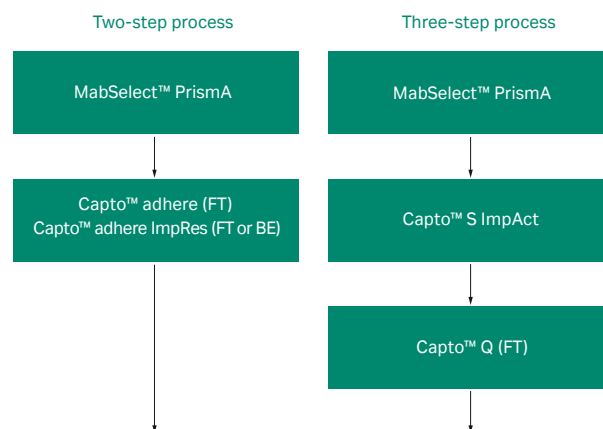 Two-step process
Three-step process
MabSelect™ PrismA
MabSelect™ PrismA
Capto™ adhere (FT)
Capto™ adhere ImpRes (FT or BE)
Capto™ S ImpAct
Capto™ Q (FT)